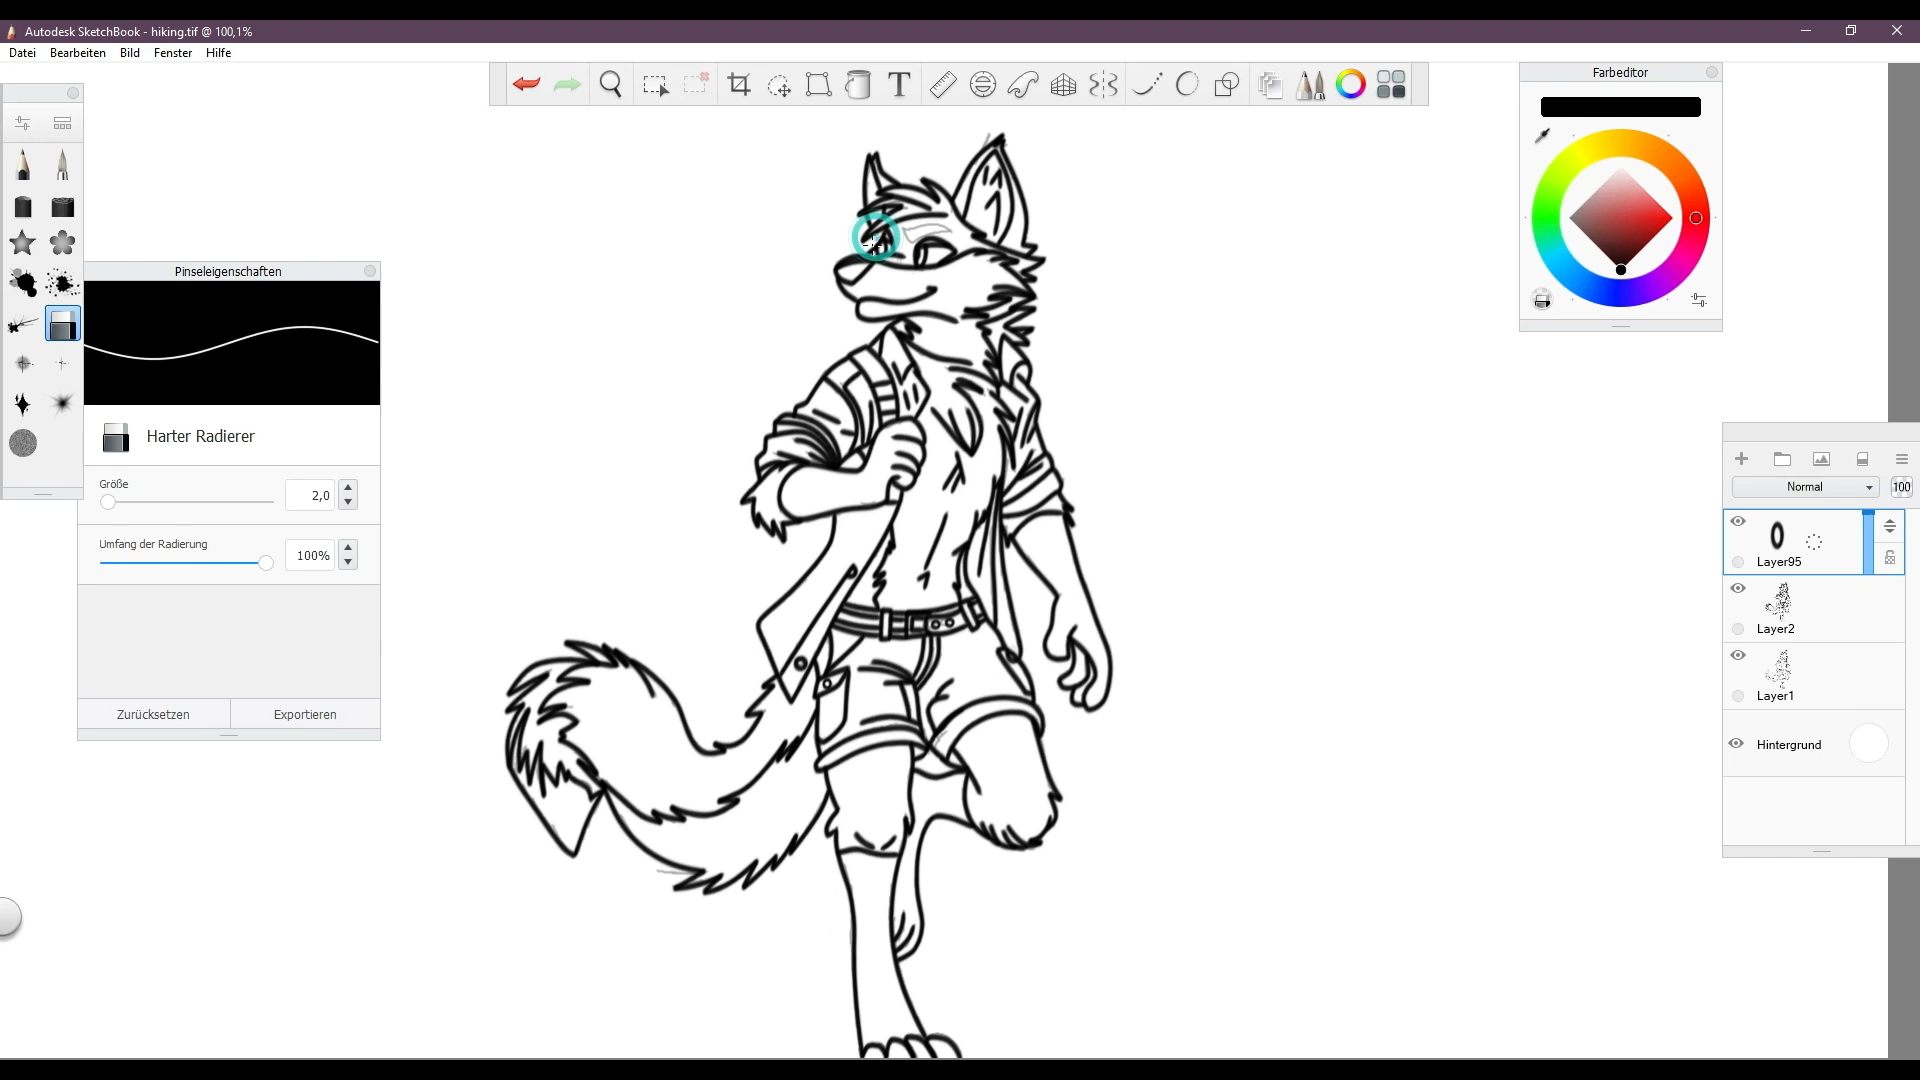 Autodesk SketchBook - hiking.tif @ 100,1%
Datei Bearbeiten Bild Fenster Hilfe
Farbeditor
Pinseleigenschaften
Harter Radierer
Größe
2,0
Umfang der Radierung
100%
Zurücksetzen
Exportieren
Normal
100
Layer95
Layer2
Layer1
Hintergrund